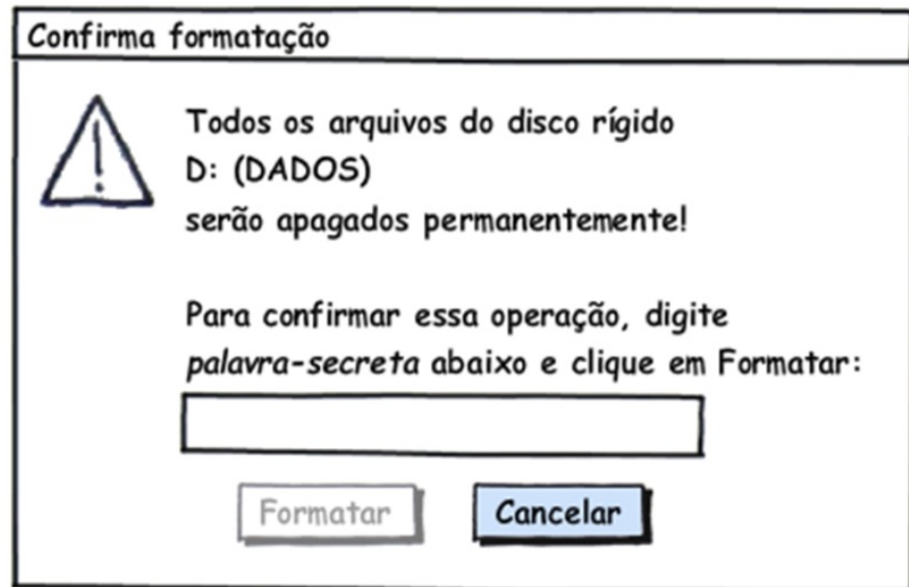 Confirma formatação
Todos os arquivos do disco rígido
D: (DADOS)
serão apagados permanentemente!
Para confirmar essa operação, digite
palavra-secreta abaixo e clique em Formatar:
Formatar
Cancelar